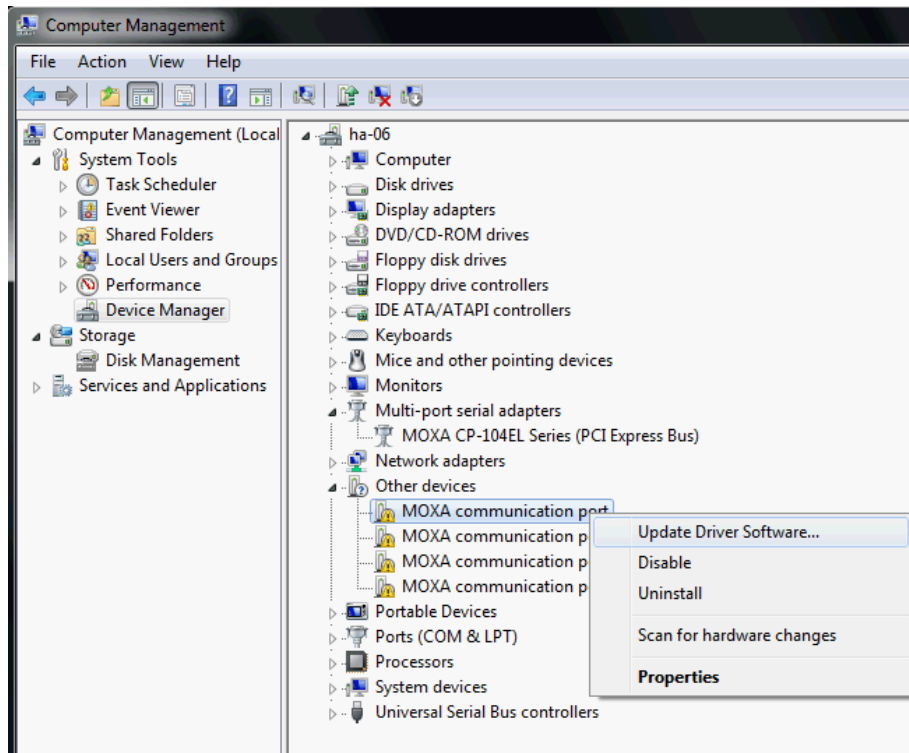 Computer Management
File Action View Help
Computer Management (Local
System Tools
Task Scheduler
Event Viewer
Shared Folders
Local Users and Groups
Performance
Device Manager
Storage
Disk Management
Services and Applications
ha-06
Computer
Disk drives
Display adapters
DVD/CD-ROM drives
Floppy disk drives
Floppy drive controllers
IDE ATA/ATAPI controllers
Keyboards
Mice and other pointing devices
Monitors
Multi-port serial adapters
MOXA CP-104EL Series (PCI Express Bus)
Network adapters
Other devices
MOXA communication port
MOXA communication p
MOXA communication p
MOXA communication p
Portable Devices
Ports (COM & LPT)
Processors
System devices
Universal Serial Bus controllers
Update Driver Software...
Disable
Uninstall
Scan for hardware changes
Properties